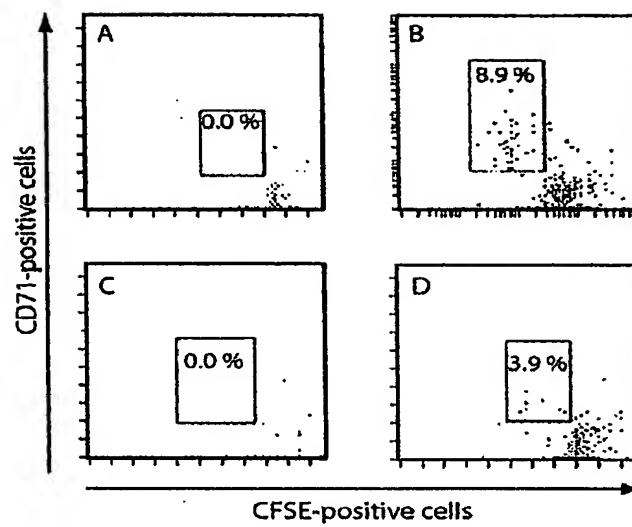 CD71-positive cells
A
0.0 %
B
8.9 %
C
0.0 %
D
3.9 %
CFSE-positive cells